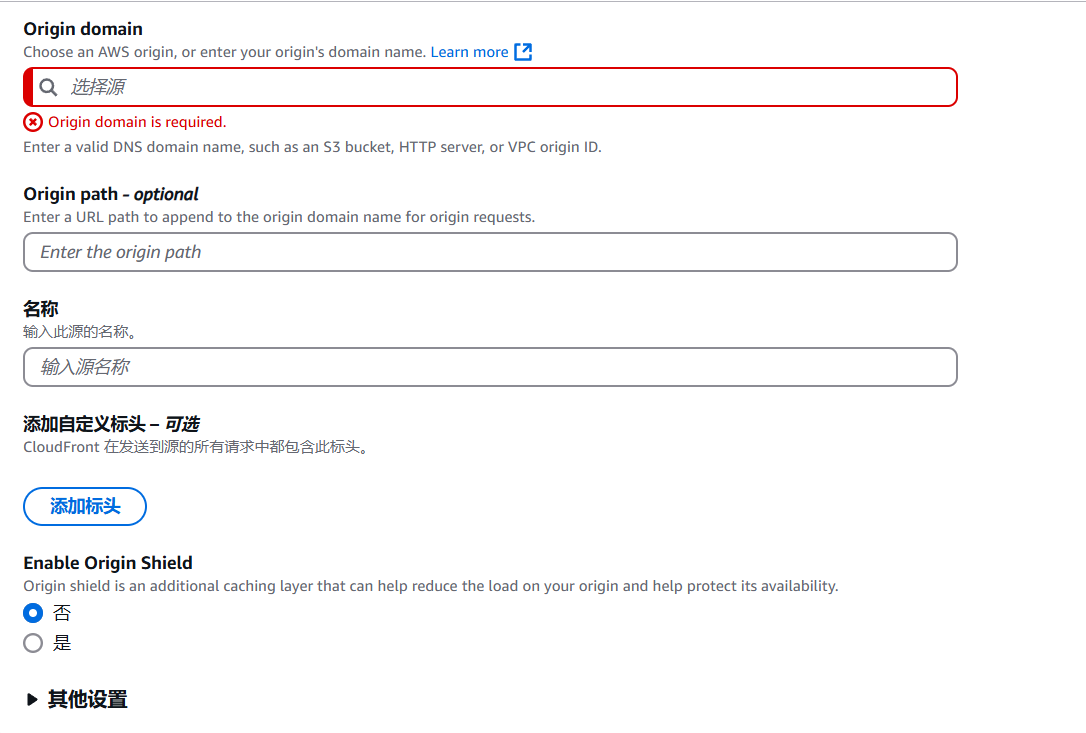 Origin domain
Choose an AWS origin, or enter your origin's domain name. Learn more
选择源
Origin domain is required.
Enter a valid DNS domain name, such as an S3 bucket, HTTP server, or VPC origin ID.
Origin path - optional
Enter a URL path to append to the origin domain name for origin requests.
Enter the origin path
名称
输入此源的名称。
输入源名称
添加自定义标头 – 可选
CloudFront 在发送到源的所有请求中都包含此标头。
添加标头
Enable Origin Shield
Origin shield is an additional caching layer that can help reduce the load on your origin and help protect its availability.
否
是
其他设置